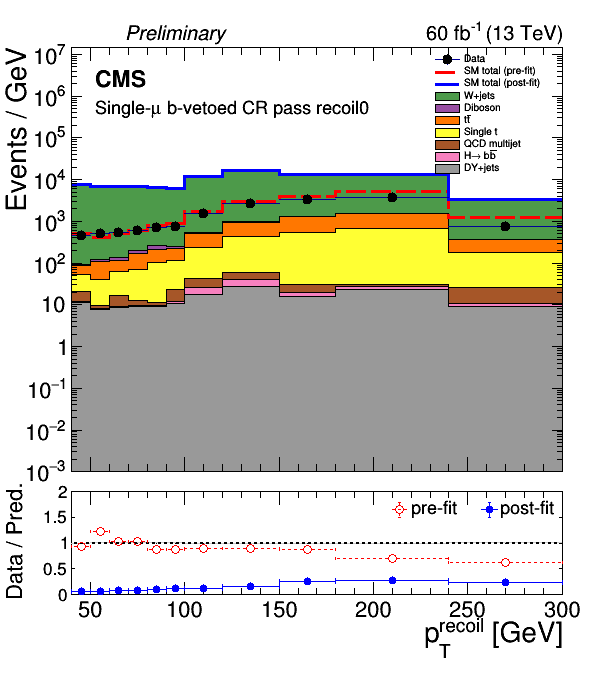 Preliminary 60 fb⁻¹ (13 TeV)
Events / GeV
10⁷
10⁶
10⁵
10⁴
10³
10²
10
1
10⁻¹
10⁻²
10⁻³
CMS
Single-μ b-vetoed CR pass recoil0
Data
SM total (pre-fit)
SM total (post-fit)
W+jets
Diboson
tt̅
Single t
QCD multijet
H→ bb̅
DY+jets
Data / Pred.
2
1.5
1
0.5
0
pre-fit post-fit
50 100 150 200 250 300
p_T^recoil [GeV]